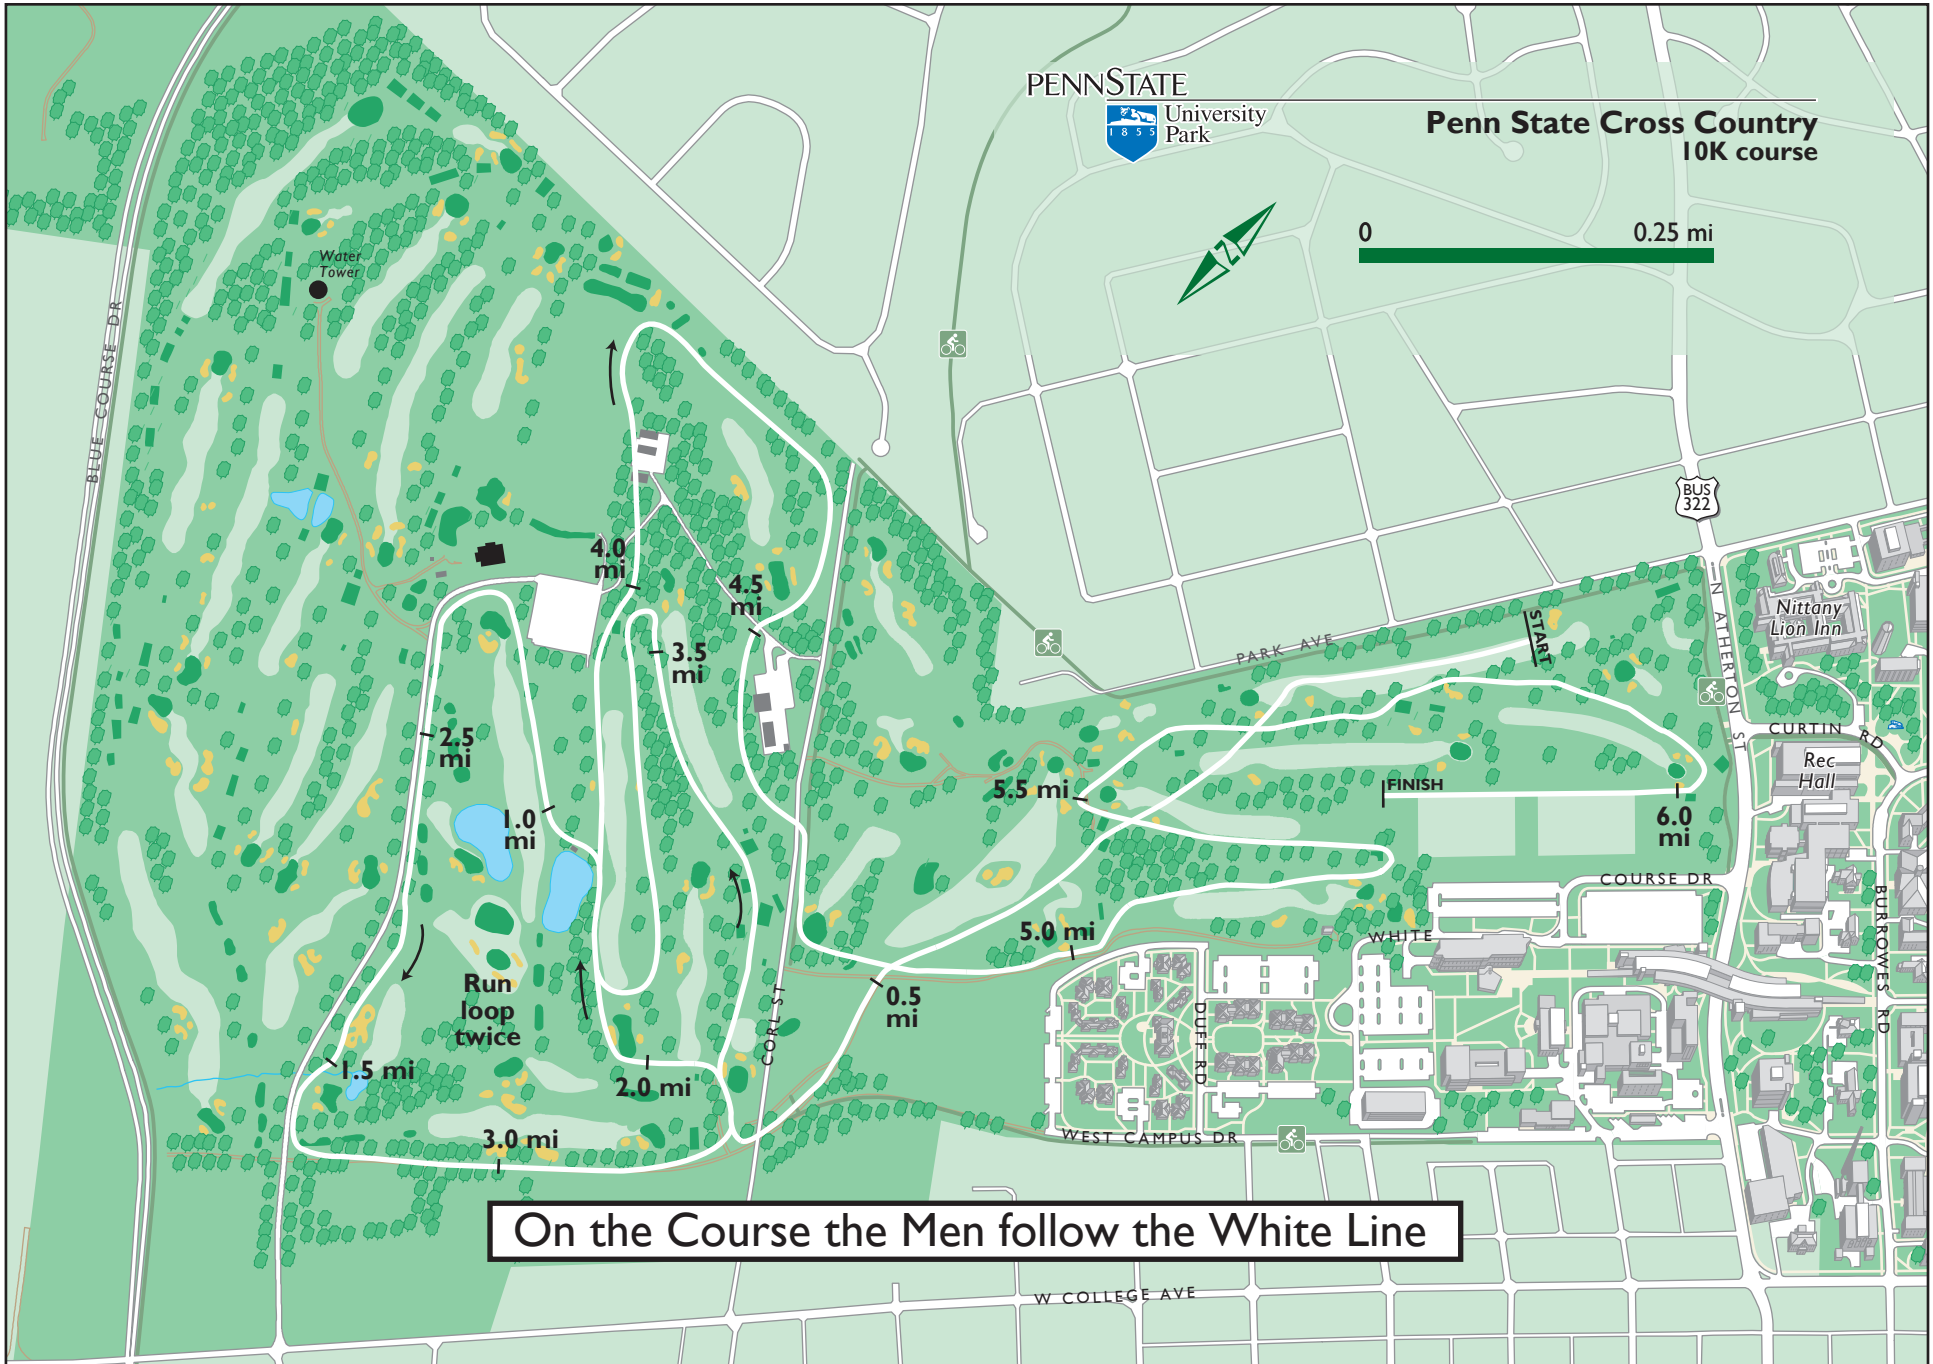 PENNSTATE
1855
University
Park
Penn State Cross Country
10K course
0
0.25 mi
N
Water
Tower
BLUE COURSE DR
BUS
322
4.0
mi
4.5
mi
3.5
mi
START
PARK AVE
N ATHERTON ST
Nittany
Lion Inn
CURTIN RD
Rec
Hall
2.5
mi
1.0
mi
5.5 mi
FINISH
6.0
mi
COURSE DR
BURROWES RD
5.0 mi
WHITE
Run
loop
twice
0.5
mi
CORL ST
DUFF RD
1.5 mi
2.0 mi
3.0 mi
WEST CAMPUS DR
On the Course the Men follow the White Line
W COLLEGE AVE